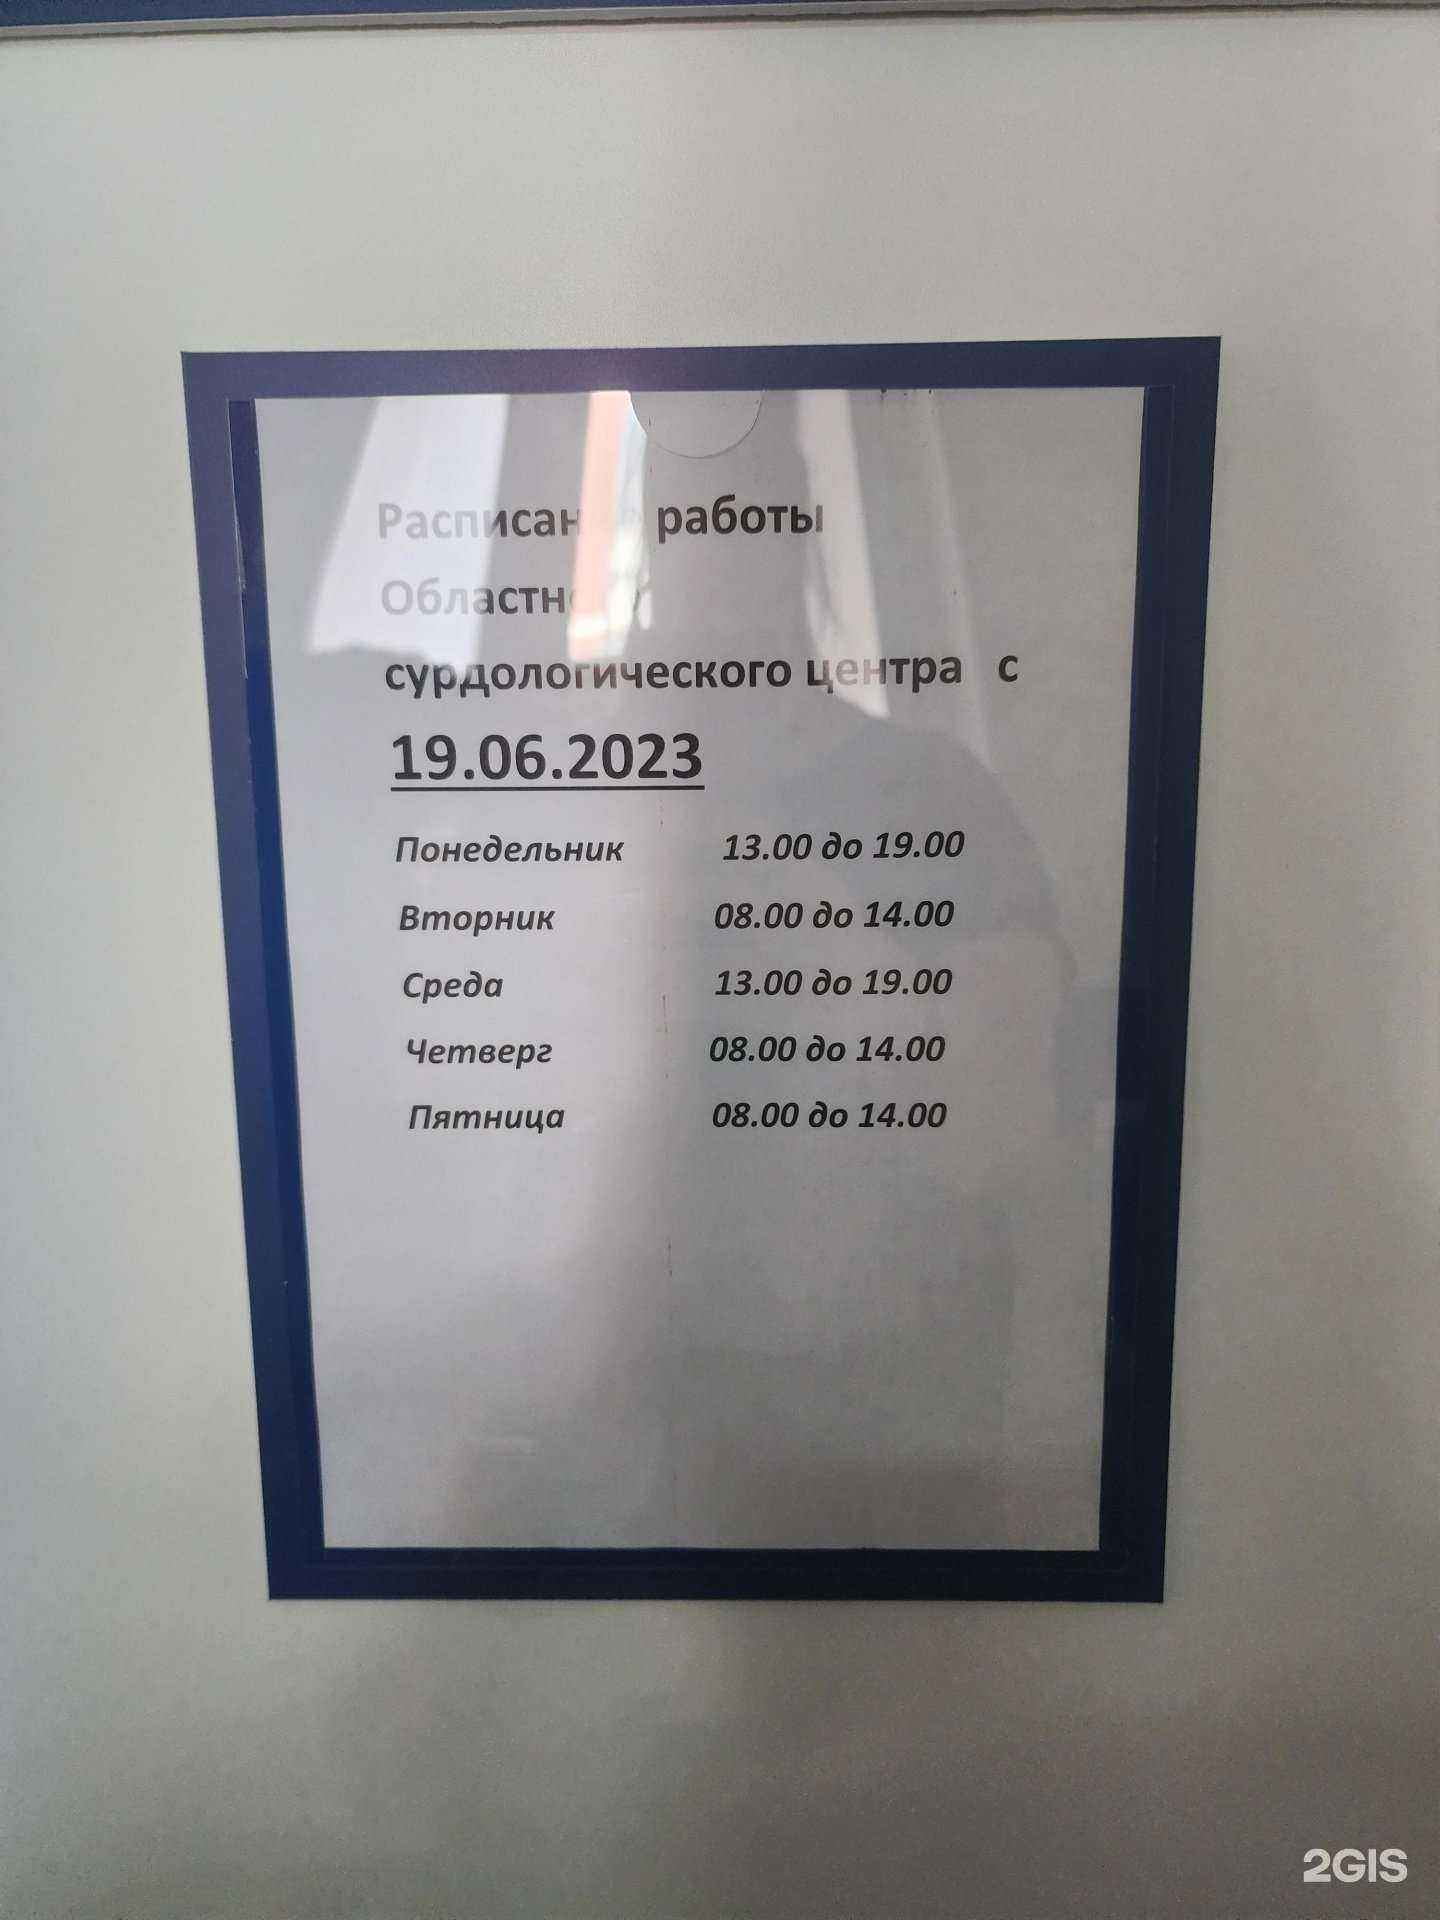 работы
сурдологического центра с
19.06.2023
Понедельник 13.00 до 19.00
Вторник 08.00 до 14.00
Среда 13.00 до 19.00
Четверг 08.00 до 14.00
Пятница 08.00 до 14.00
2GIS